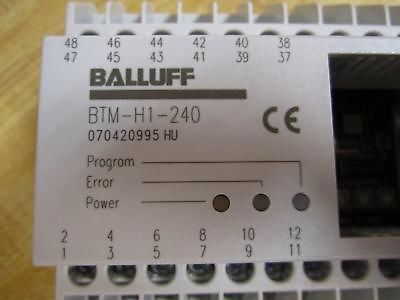 48 46 44 42 40 38
47 45 43 41 39 37
BALLUFF
BTM-H1-240
070420995 HU
CE
Program
Error
Power
2 4 6 8 10 12
1 3 5 7 9 11